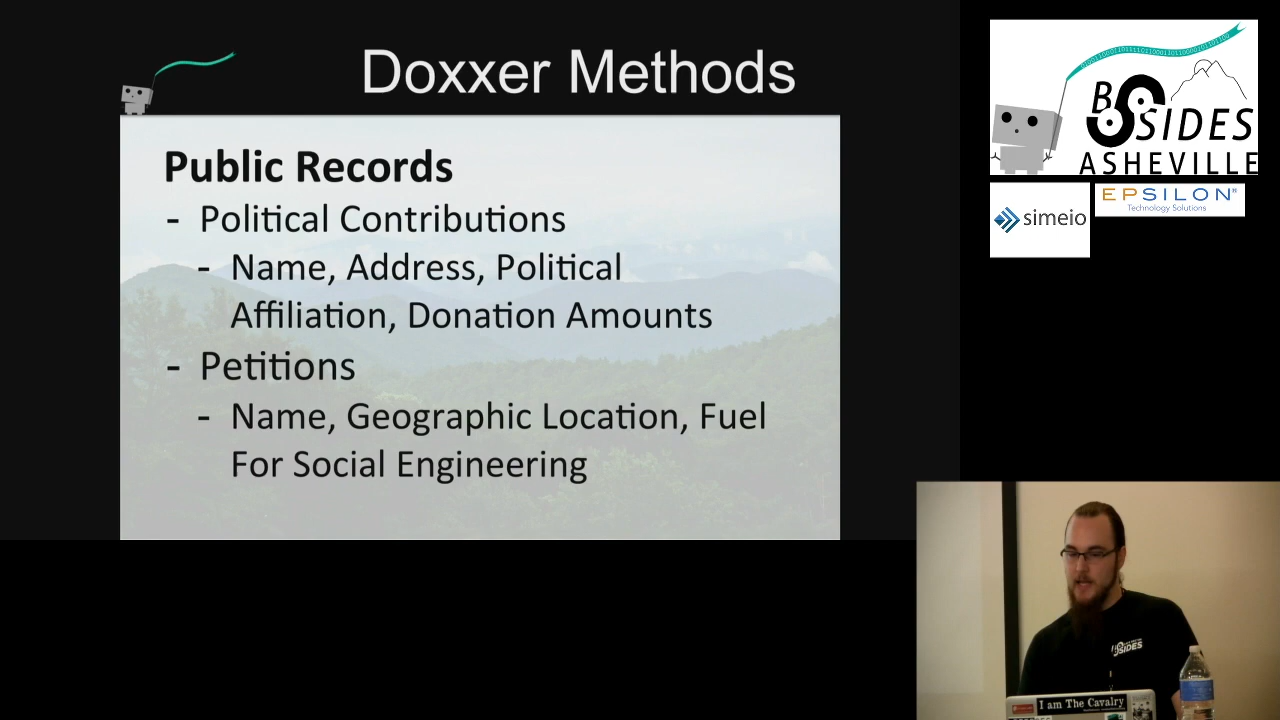 Doxxer Methods
Public Records
- Political Contributions
- Name, Address, Political
Affiliation, Donation Amounts
- Petitions
- Name, Geographic Location, Fuel
For Social Engineering
BSIDES
ASHEVILLE
simeio
EPSILON®
Technology Solutions
BSIDES
I am The Cavalry